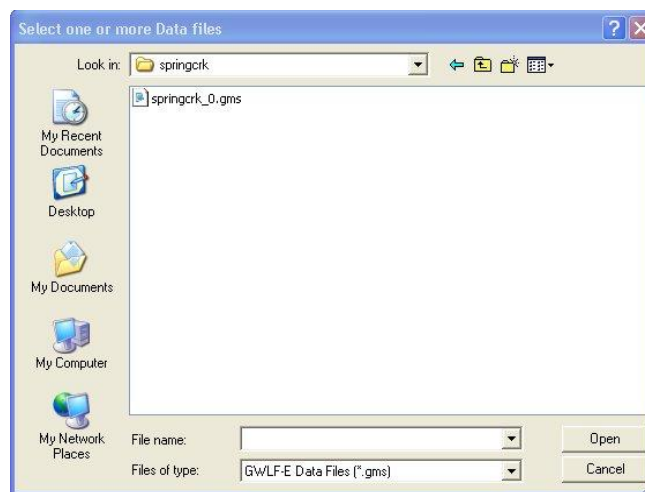 Select one or more Data files
Look in:
springcrk
springcrk_0.gms
My Recent
Documents
Desktop
My Documents
My Computer
My Network
Places
File name:
Open
Files of type:
GWLF-E Data Files (*.gms)
Cancel